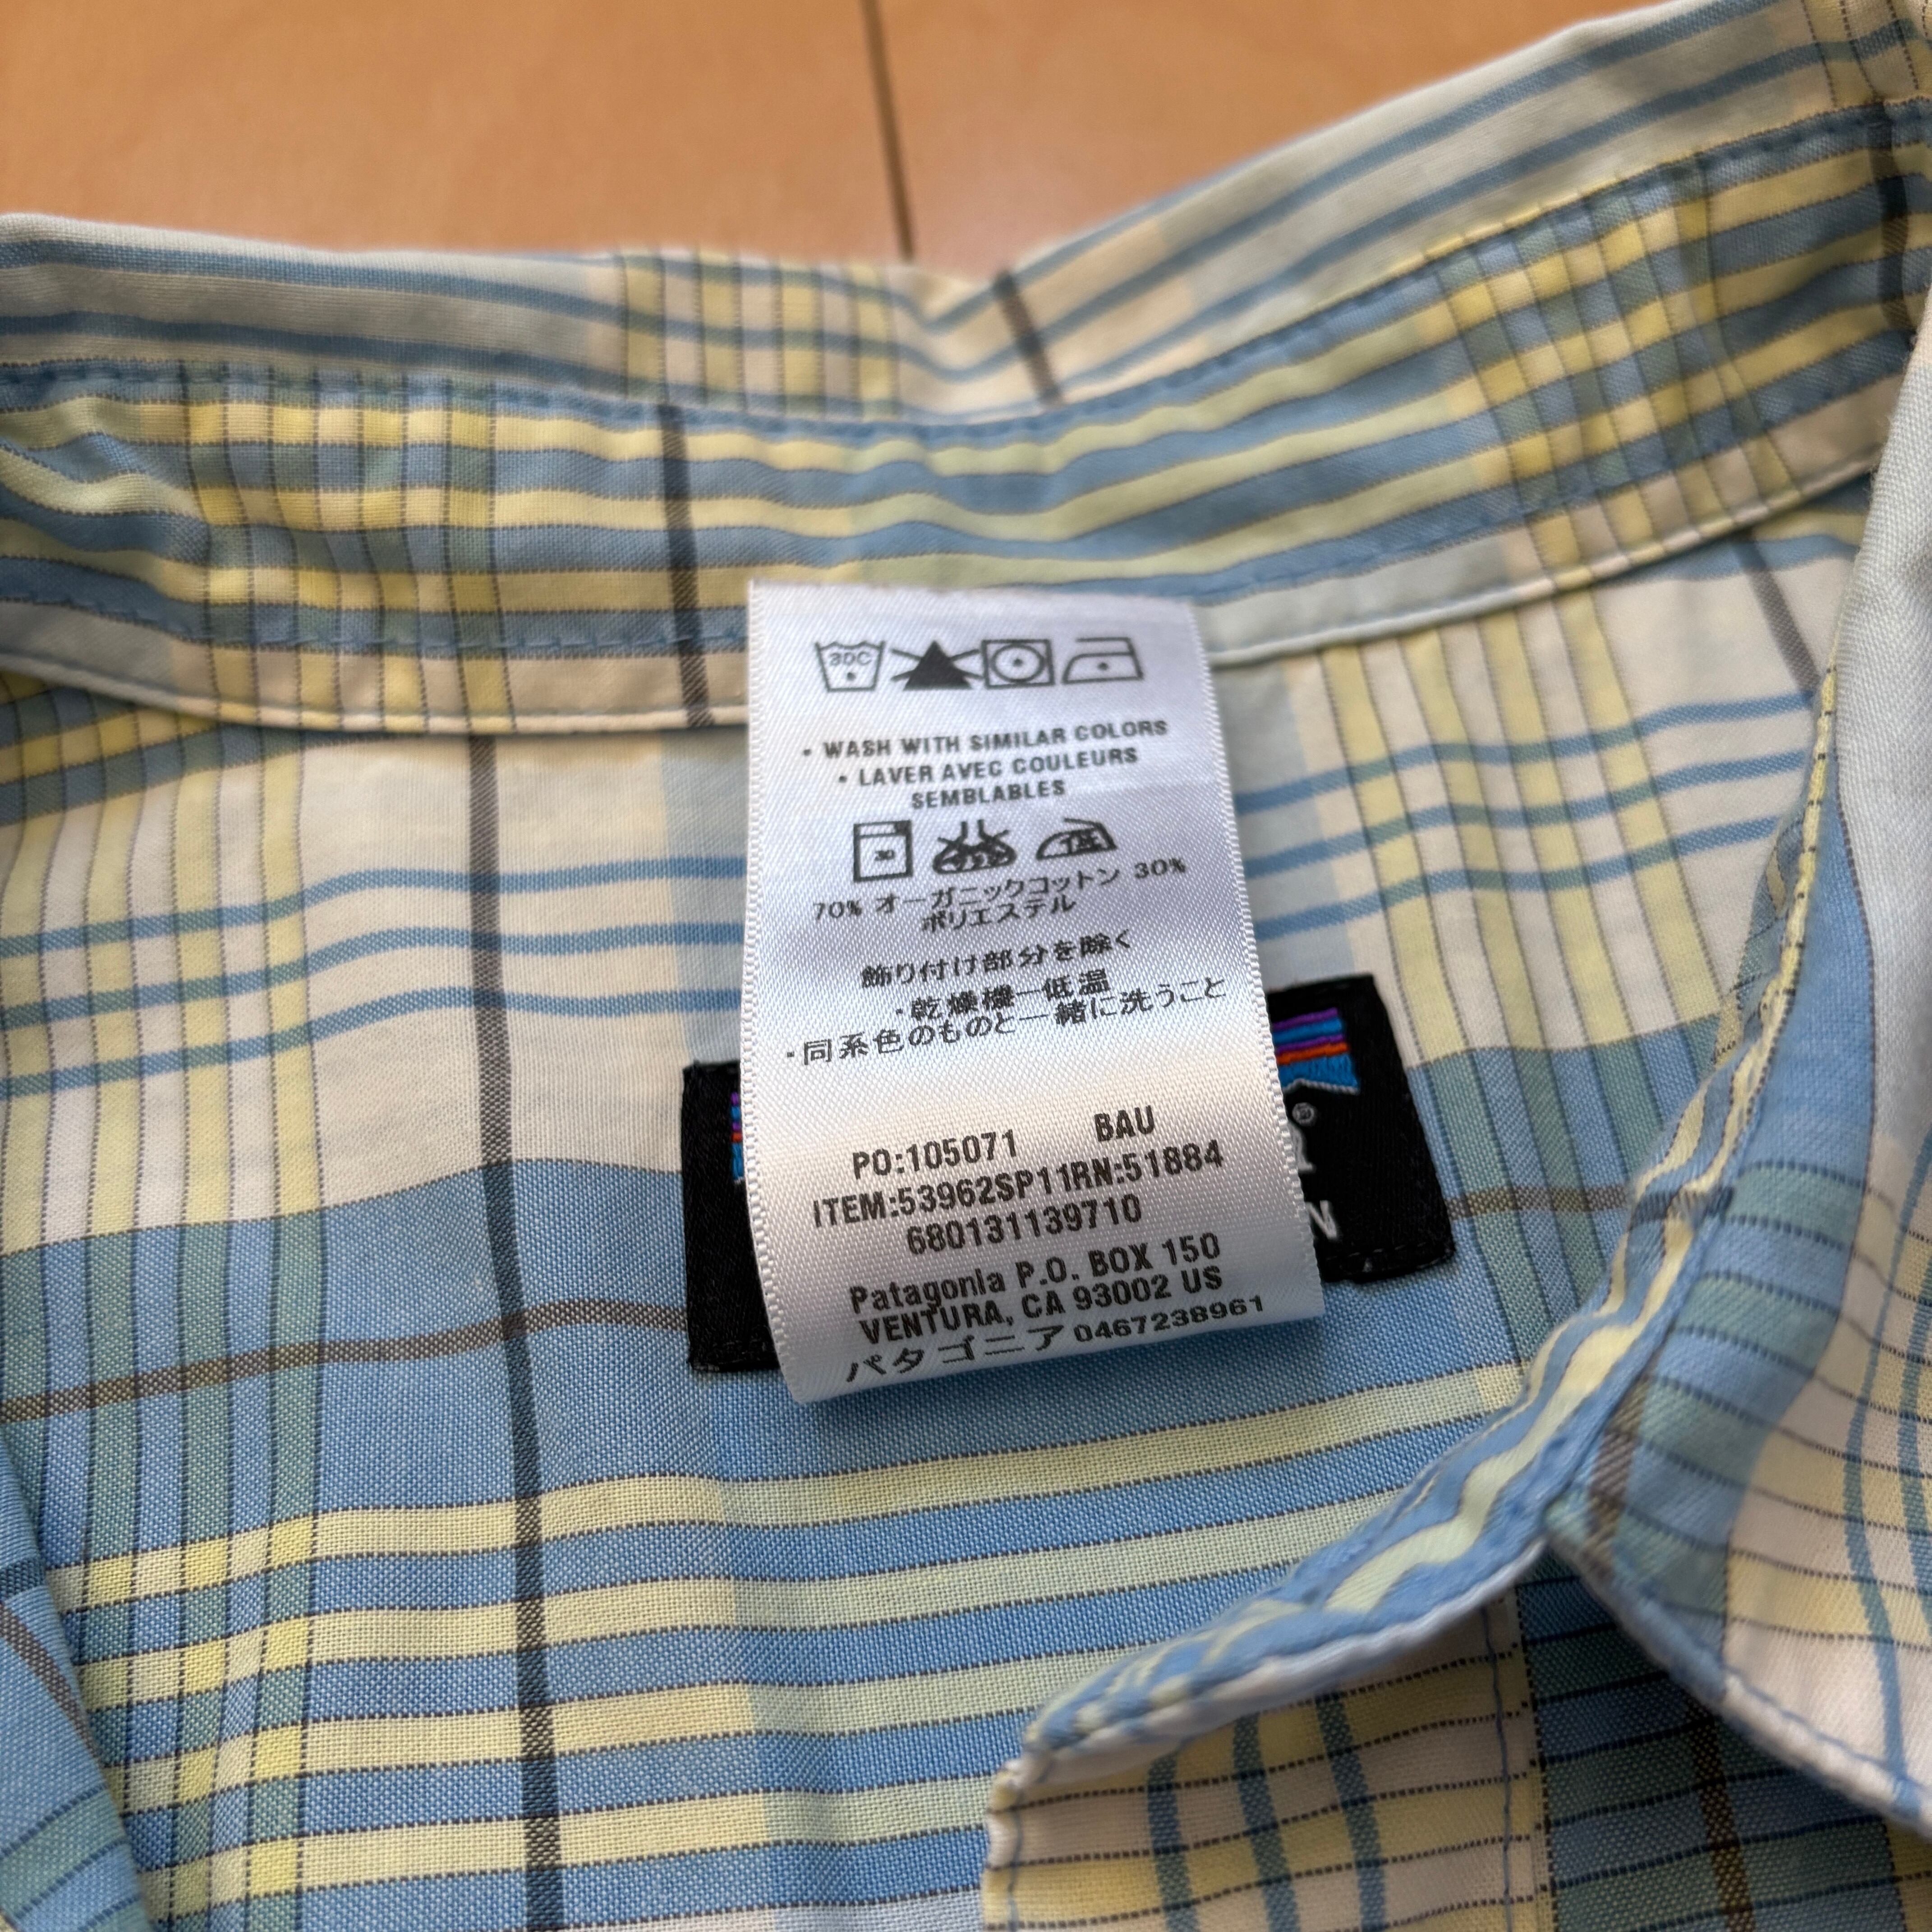 30C
• WASH WITH SIMILAR COLORS
• LAVER AVEC COULEURS
SEMBLABLES
30
70% オーガニックコットン 30%
ポリエステル
飾り付け部分を除く
・乾燥機ー低温
・同系色のものと一緒に洗うこと
PO:105071 BAU
ITEM:53962SP11RN:51884
680131139710
Patagonia P.O. BOX 150
VENTURA, CA 93002 US
パタゴニア 0467238961
®